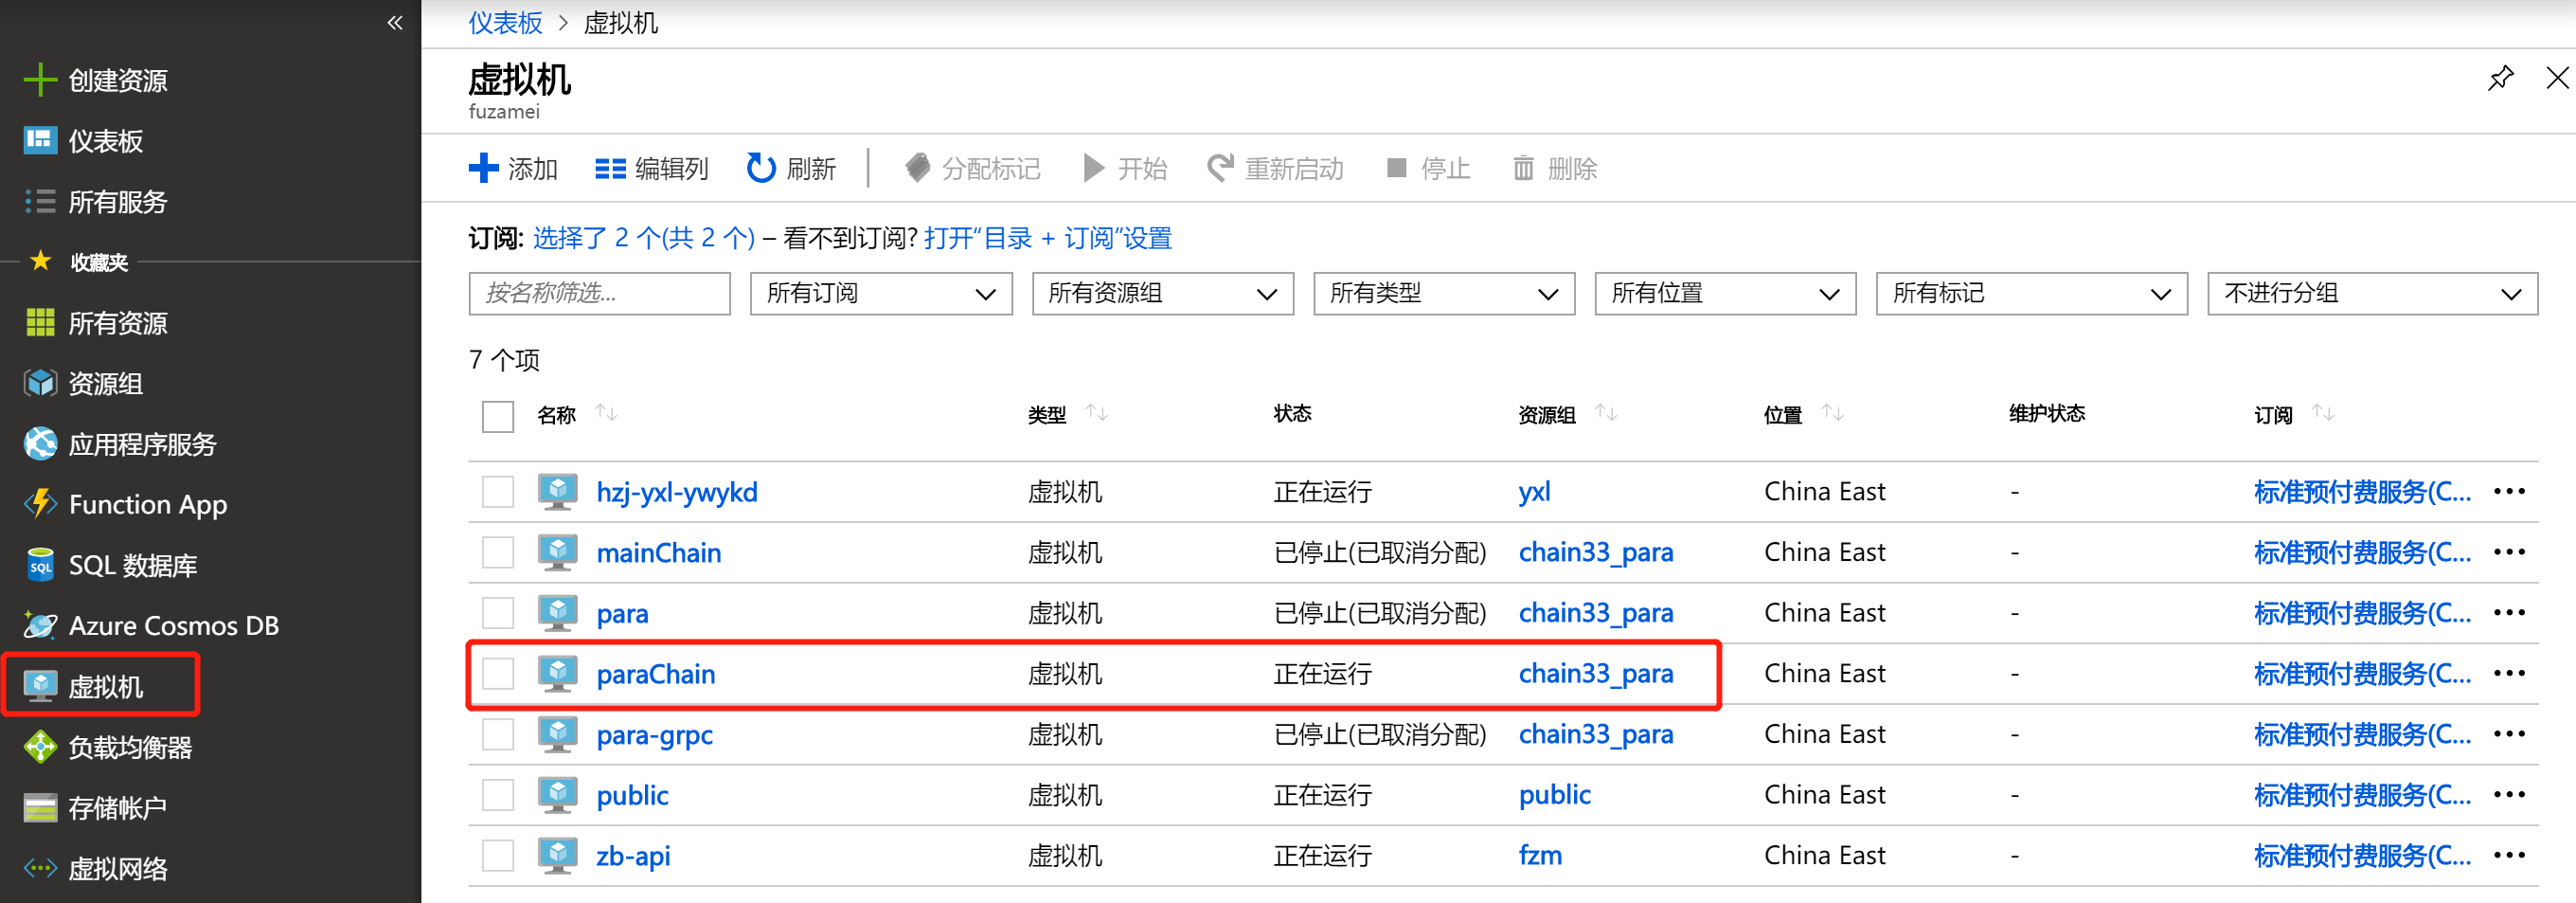 仪表板 > 虚拟机
虚拟机
fuzamei
创建资源
仪表板
所有服务
收藏夹
所有资源
资源组
应用程序服务
Function App
SQL 数据库
Azure Cosmos DB
虚拟机
负载均衡器
存储帐户
虚拟网络
添加 编辑列 刷新 分配标记 开始 重新启动 停止 删除
订阅: 选择了 2 个(共 2 个) – 看不到订阅? 打开“目录 + 订阅”设置
按名称筛选... 所有订阅 所有资源组 所有类型 所有位置 所有标记 不进行分组
7 个项
名称 类型 状态 资源组 位置 维护状态 订阅
hzj-yxl-ywykd 虚拟机 正在运行 yxl China East - 标准预付费服务(C...
mainChain 虚拟机 已停止(已取消分配) chain33_para China East - 标准预付费服务(C...
para 虚拟机 已停止(已取消分配) chain33_para China East - 标准预付费服务(C...
paraChain 虚拟机 正在运行 chain33_para China East - 标准预付费服务(C...
para-grpc 虚拟机 已停止(已取消分配) chain33_para China East - 标准预付费服务(C...
public 虚拟机 正在运行 public China East - 标准预付费服务(C...
zb-api 虚拟机 正在运行 fzm China East - 标准预付费服务(C...